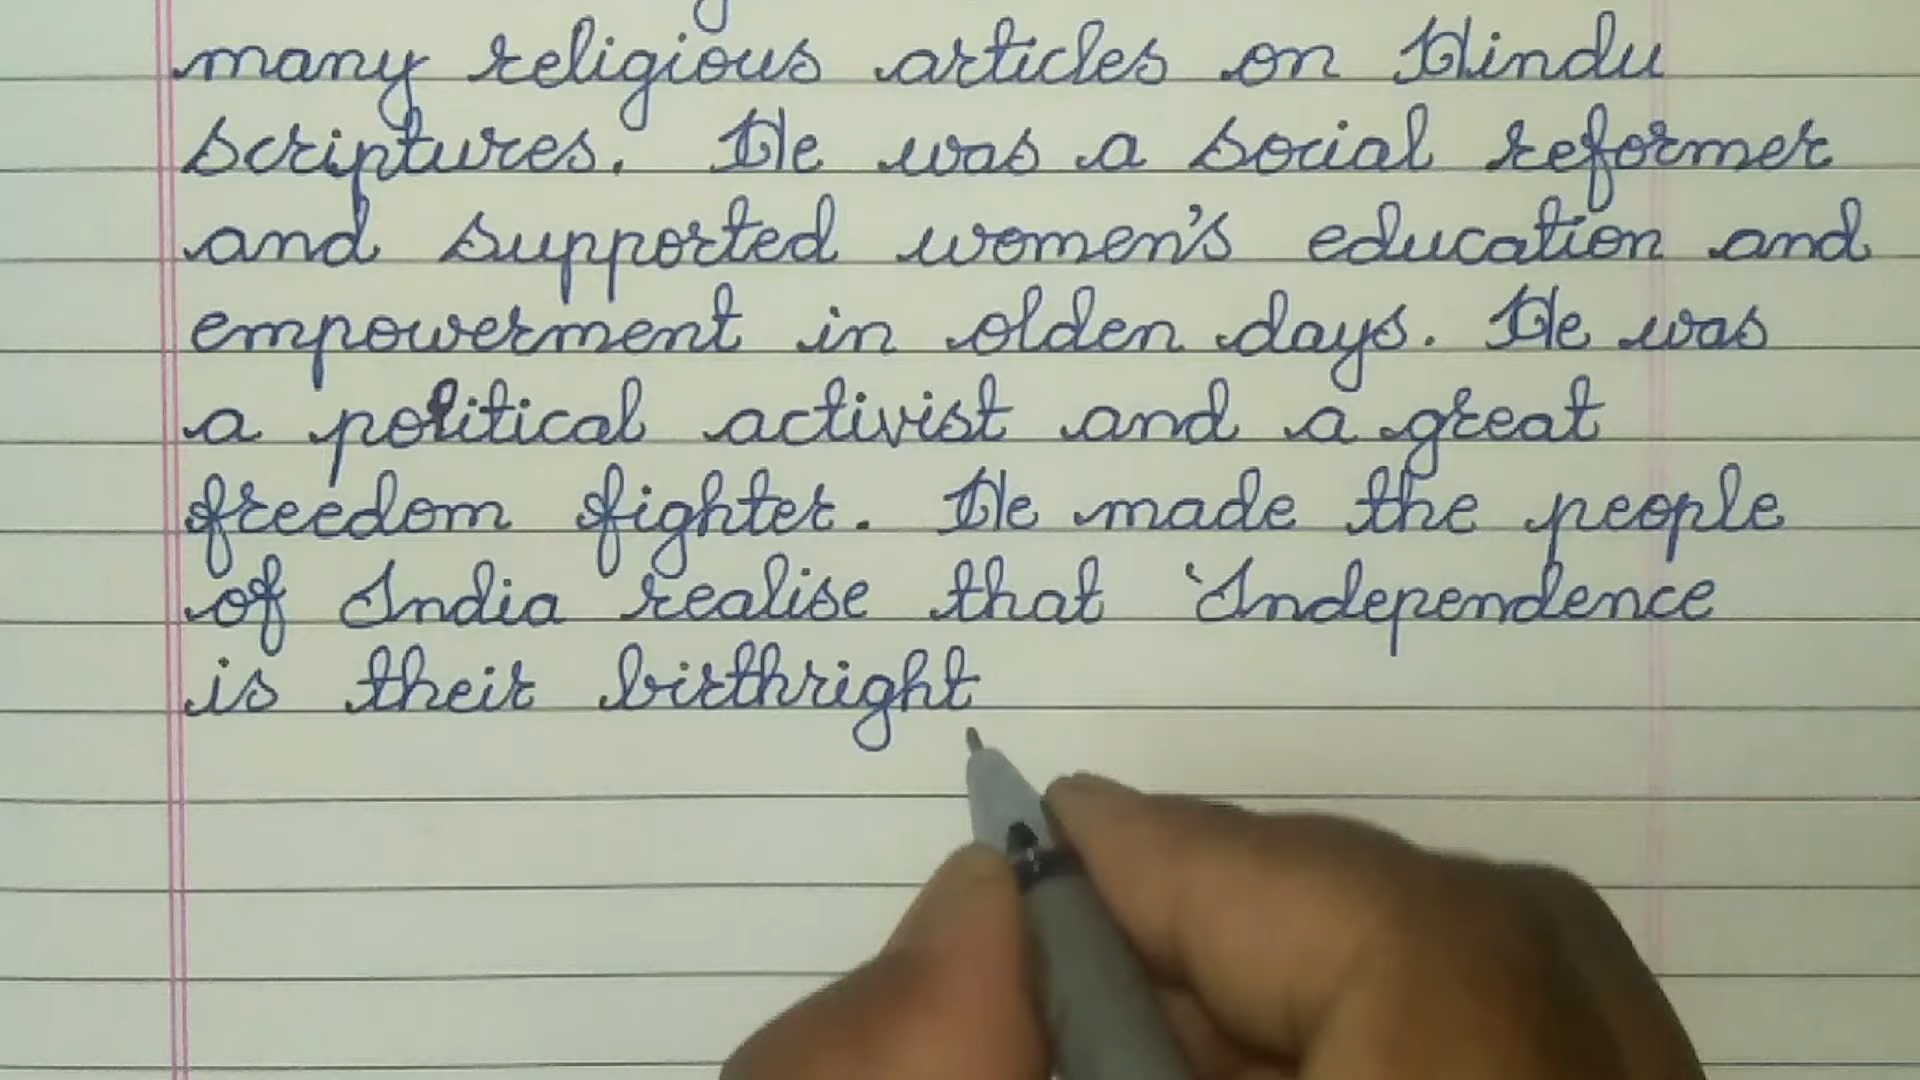 many religious articles on Hindu
scriptures. He was a social reformer
and supported women's education and
empowerment in olden days. He was
a political activist and a great
freedom fighter. He made the people
of India realise that 'Independence
is their birthright